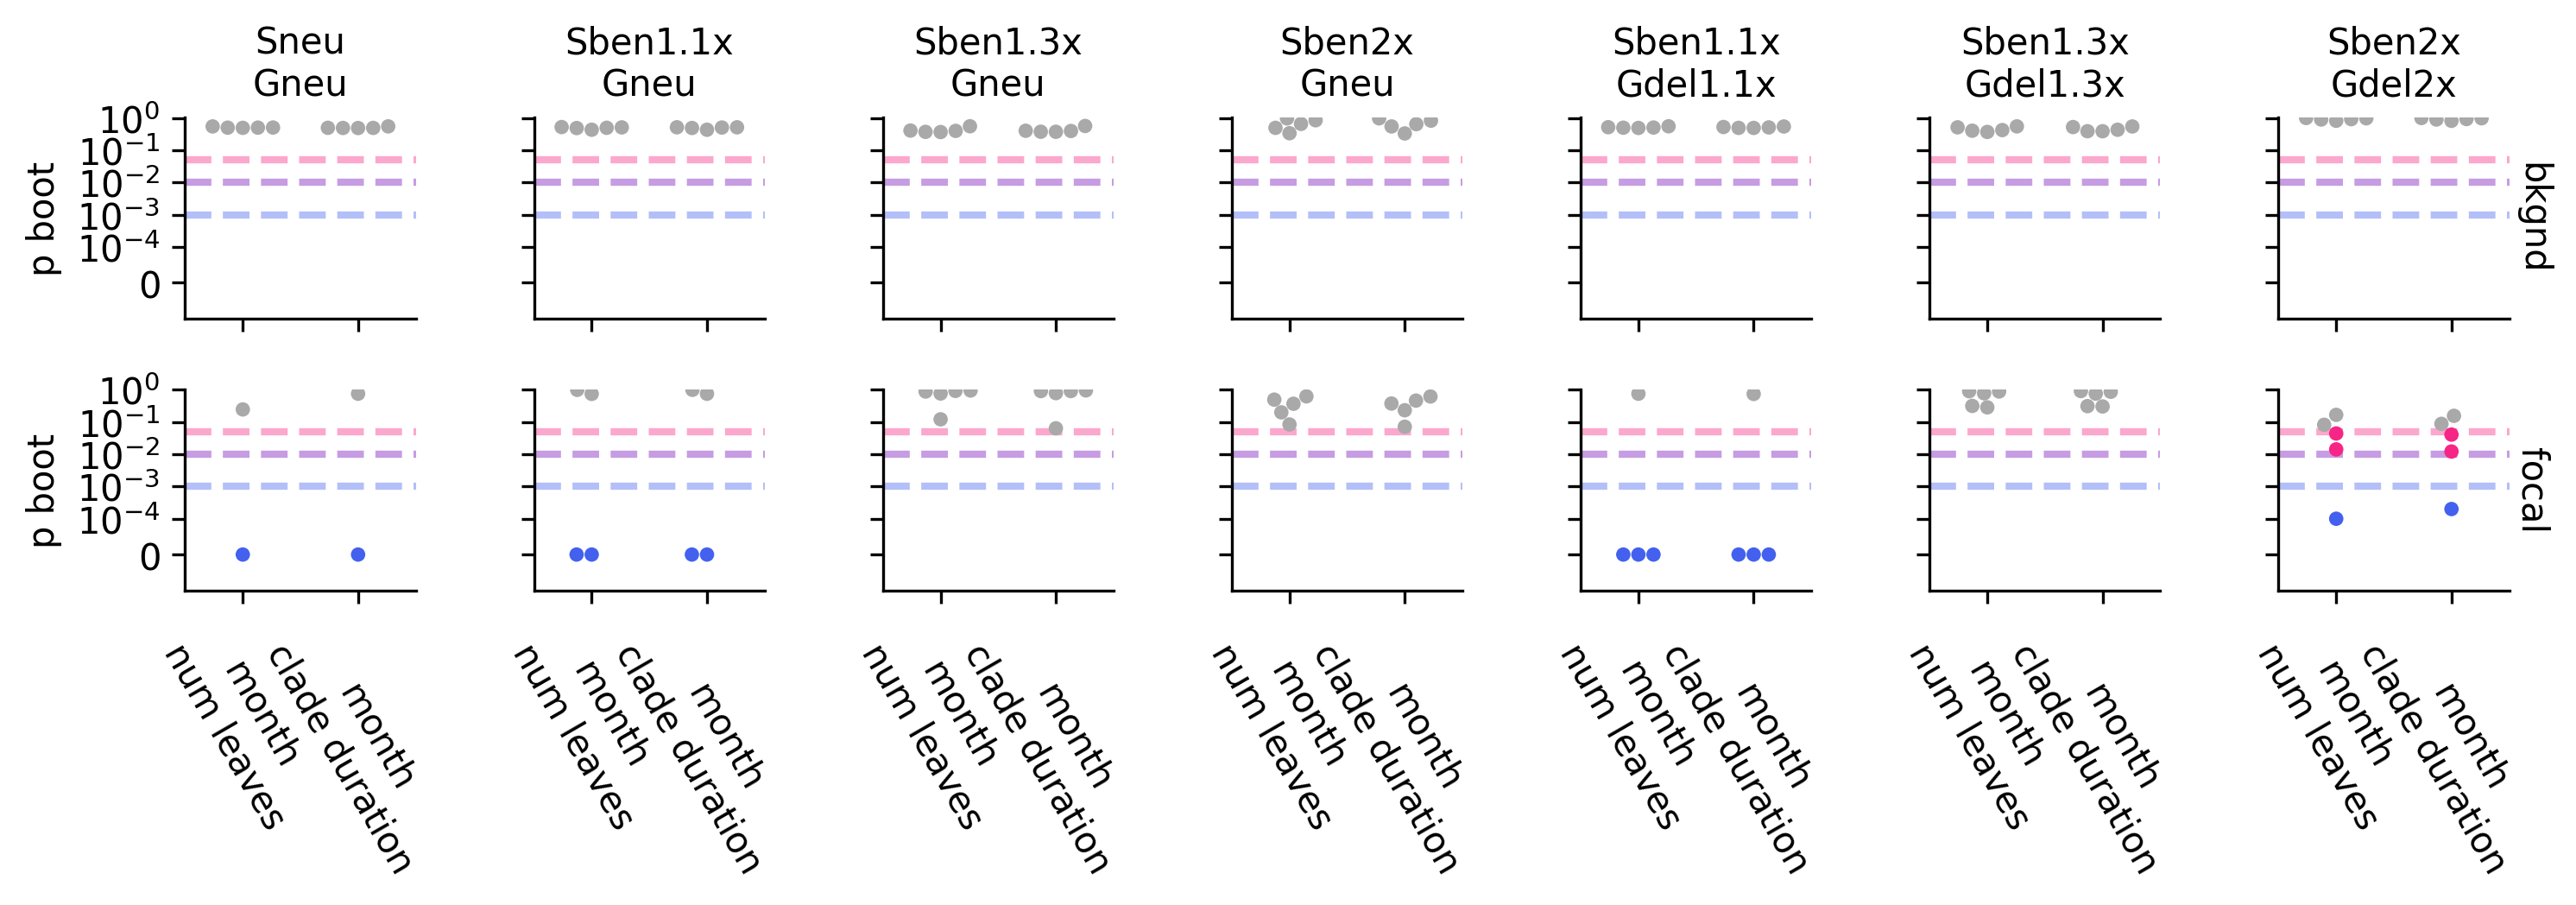 Sneu
Gneu
Sben1.1x
Gneu
Sben1.3x
Gneu
Sben2x
Gneu
Sben1.1x
Gdel1.1x
Sben1.3x
Gdel1.3x
Sben2x
Gdel2x
p boot
10⁰
10⁻¹
10⁻²
10⁻³
10⁻⁴
0
bkgnd
p boot
10⁰
10⁻¹
10⁻²
10⁻³
10⁻⁴
0
focal
num leaves
month
clade duration
month
num leaves
month
clade duration
month
num leaves
month
clade duration
month
num leaves
month
clade duration
month
num leaves
month
clade duration
month
num leaves
month
clade duration
month
num leaves
month
clade duration
month